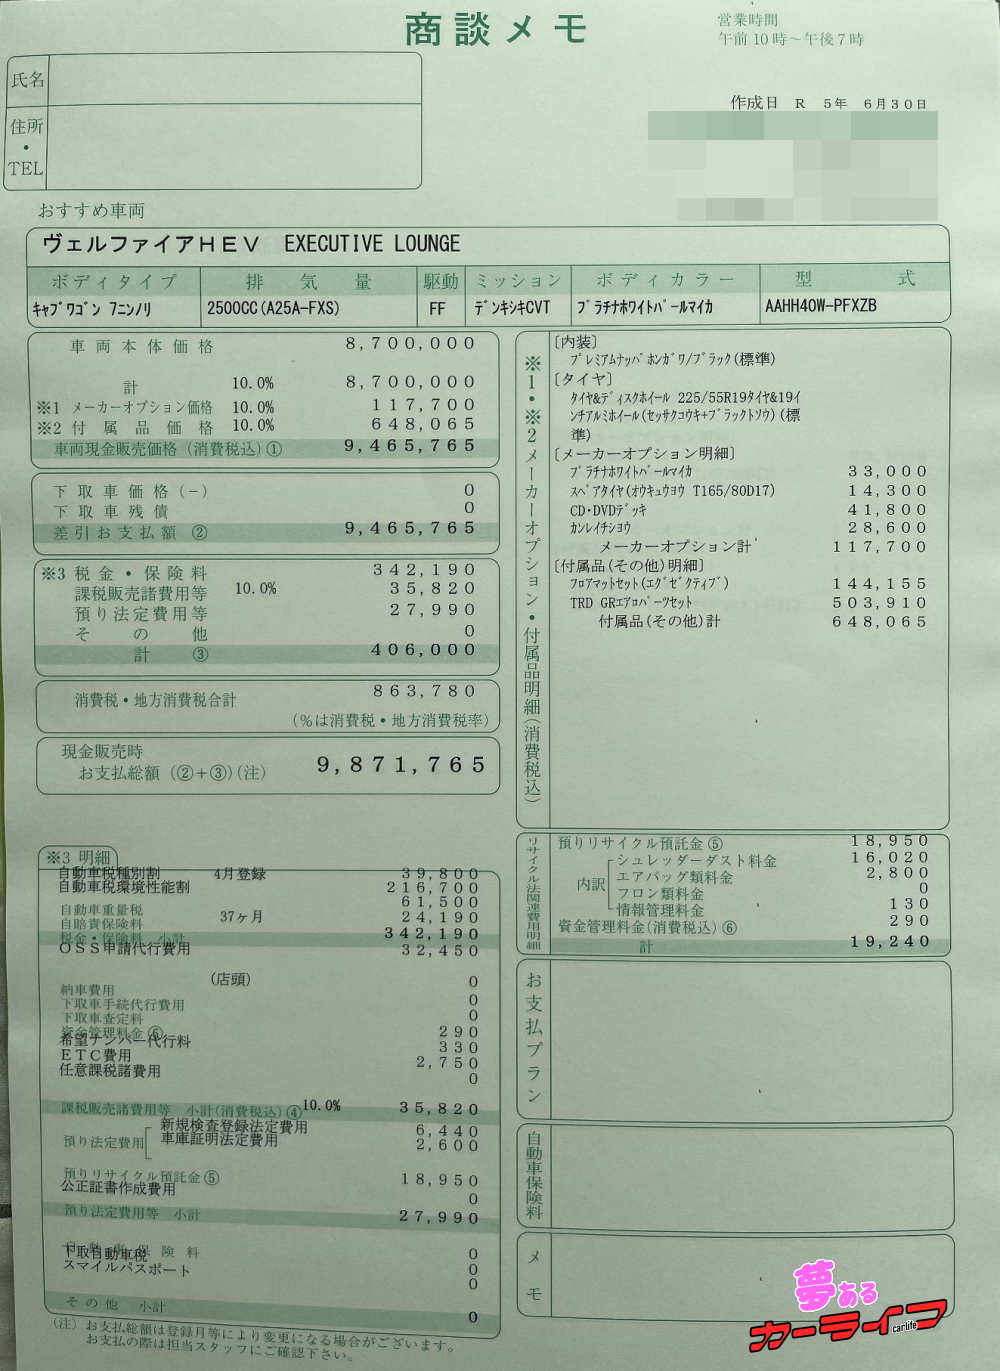 商談メモ
営業時間
午前10時～午後7時
氏名
住所
・
TEL
作成日 R 5年 6月30日
おすすめ車両
ヴェルファイアHEV EXECUTIVE LOUNGE
ボディタイプ 排気量 駆動 ミッション ボディカラー 型式
ｷｬﾌﾞﾜｺﾞﾝ 7ﾆﾝﾉﾘ 2500CC(A25A-FXS) FF ﾃﾞﾝｷｼｷCVT ﾌﾟﾗﾁﾅﾎﾜｲﾄﾊﾟｰﾙﾏｲｶ AAHH40W-PFXZB
車両本体価格 8,700,000
計 10.0% 8,700,000
※1 メーカーオプション価格 10.0% 117,700
※2 付属品価格 10.0% 648,065
車両現金販売価格(消費税込)① 9,465,765
下取車価格(-) 0
下取車残債 0
差引お支払額 ② 9,465,765
※3 税金・保険料 342,190
課税販売諸費用等 10.0% 35,820
預り法定費用等 27,990
その他 0
計 ③ 406,000
消費税・地方消費税合計 863,780
(%は消費税・地方消費税率)
現金販売時
お支払総額(②+③)(注) 9,871,765
※3 明細
自動車税種別割 4月登録 39,800
自動車税環境性能割 216,700
自動車重量税 61,500
自賠責保険料 37ヶ月 24,190
税金・保険料 小計 342,190
OSS申請代行費用 32,450
納車費用 (店頭) 0
下取車手続代行費用 0
下取車査定料 0
資金管理料金⑥ 290
希望ナンバー代行料 330
ETC費用 2,750
任意課税諸費用 0
課税販売諸費用等 小計(消費税込)④ 10.0% 35,820
預り法定費用
新規検査登録法定費用 6,440
車庫証明法定費用 2,600
預りリサイクル預託金⑤ 18,950
公正証書作成費用 0
預り法定費用等 小計 27,990
自動車保険料 0
下取自動車税 0
スマイルパスポート 0
その他 小計 0
(注) お支払総額は登録月等により変更になる場合がございます。
お支払の際は担当スタッフにご確認下さい。
※1・※2メーカーオプション・付属品明細(消費税込)
[内装]
ﾌﾟﾚﾐｱﾑﾅｯﾊﾟﾎﾝｶﾞﾜ/ﾌﾞﾗｯｸ(標準)
[タイヤ]
ﾀｲﾔ&ﾃﾞｨｽｸﾎｲｰﾙ 225/55R19ﾀｲﾔ&19ｲ
ﾝﾁｱﾙﾐﾎｲｰﾙ(ｾｯｻｸｺｳｷ+ﾌﾞﾗｯｸﾄｿｳ)(標
準)
[メーカーオプション明細]
ﾌﾟﾗﾁﾅﾎﾜｲﾄﾊﾟｰﾙﾏｲｶ 33,000
ｽﾍﾟｱﾀｲﾔ(ｵｳｷｭｳﾖｳ T165/80D17) 14,300
CD・DVDﾃﾞｯｷ 41,800
ｶﾝﾚｲﾁｼﾖｳ 28,600
メーカーオプション計 117,700
[付属品(その他)明細]
ﾌﾛｱﾏｯﾄｾｯﾄ(ｴｸﾞｾﾞｸﾃｨﾌﾞ) 144,155
TRD GRｴｱﾛﾊﾟｰﾂｾｯﾄ 503,910
付属品(その他)計 648,065
リサイクル法関連費用明細
預りリサイクル預託金⑤ 18,950
内訳
シュレッダーダスト料金 16,020
エアバッグ類料金 2,800
フロン類料金 0
情報管理料金 130
資金管理料金(消費税込)⑥ 290
計 19,240
お支払プラン
自動車保険料
メモ
夢ある
カーライフ
carlife